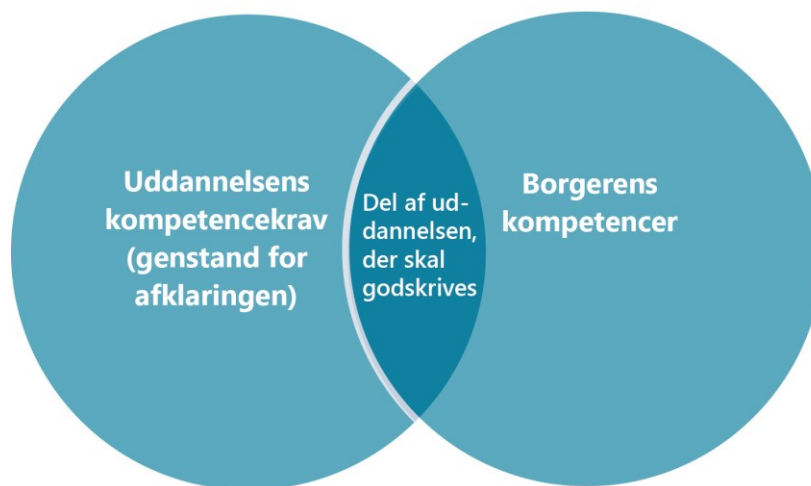 Uddannelsens
kompetencekrav
(genstand for
afklaringen)
Del af ud-
dannelsen,
der skal
godskrives
Borgerens
kompetencer